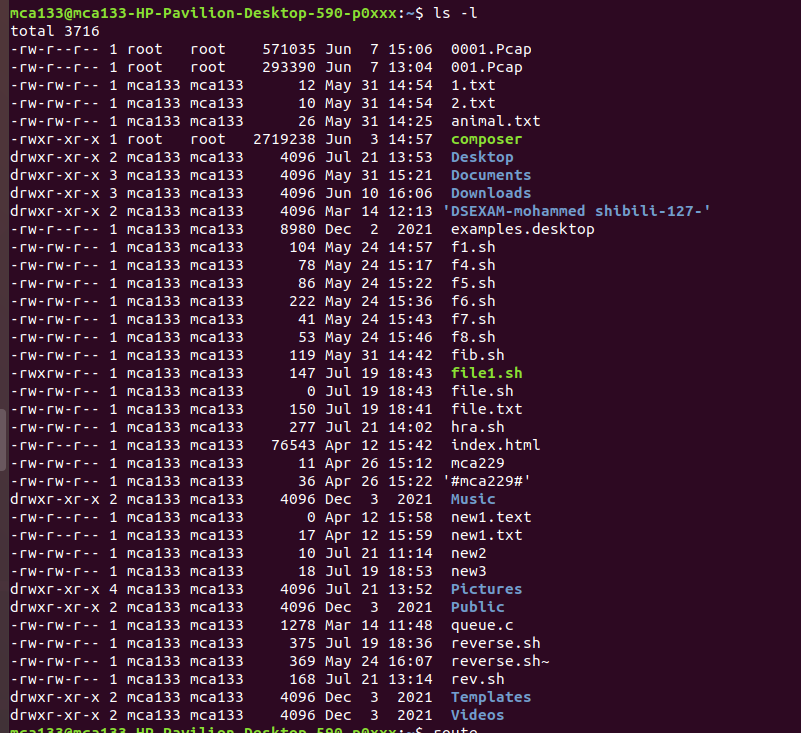 mca133@mca133-HP-Pavilion-Desktop-590-p0xxx:~$ ls -l
total 3716
-rw-r--r-- 1 root   root    571035 Jun  7 15:06  0001.Pcap
-rw-r--r-- 1 root   root    293390 Jun  7 13:04  001.Pcap
-rw-rw-r-- 1 mca133 mca133      12 May 31 14:54  1.txt
-rw-rw-r-- 1 mca133 mca133      10 May 31 14:54  2.txt
-rw-rw-r-- 1 mca133 mca133      26 May 31 14:25  animal.txt
-rwxr-xr-x 1 root   root   2719238 Jun  3 14:57  composer
drwxr-xr-x 2 mca133 mca133    4096 Jul 21 13:53  Desktop
drwxr-xr-x 3 mca133 mca133    4096 May 31 15:21  Documents
drwxr-xr-x 3 mca133 mca133    4096 Jun 10 16:06  Downloads
drwxr-xr-x 2 mca133 mca133    4096 Mar 14 12:13 'DSEXAM-mohammed shibili-127-'
-rw-r--r-- 1 mca133 mca133    8980 Dec  2  2021  examples.desktop
-rw-rw-r-- 1 mca133 mca133     104 May 24 14:57  f1.sh
-rw-rw-r-- 1 mca133 mca133      78 May 24 15:17  f4.sh
-rw-rw-r-- 1 mca133 mca133      86 May 24 15:22  f5.sh
-rw-rw-r-- 1 mca133 mca133     222 May 24 15:36  f6.sh
-rw-rw-r-- 1 mca133 mca133      41 May 24 15:43  f7.sh
-rw-rw-r-- 1 mca133 mca133      53 May 24 15:46  f8.sh
-rw-rw-r-- 1 mca133 mca133     119 May 31 14:42  fib.sh
-rwxrw-r-- 1 mca133 mca133     147 Jul 19 18:43  file1.sh
-rw-rw-r-- 1 mca133 mca133       0 Jul 19 18:43  file.sh
-rw-rw-r-- 1 mca133 mca133     150 Jul 19 18:41  file.txt
-rw-rw-r-- 1 mca133 mca133     277 Jul 21 14:02  hra.sh
-rw-r--r-- 1 mca133 mca133   76543 Apr 12 15:42  index.html
-rw-rw-r-- 1 mca133 mca133      11 Apr 26 15:12  mca229
-rw-rw-r-- 1 mca133 mca133      36 Apr 26 15:22 '#mca229#'
drwxr-xr-x 2 mca133 mca133    4096 Dec  3  2021  Music
-rw-rw-r-- 1 mca133 mca133       0 Apr 12 15:58  new1.text
-rw-rw-r-- 1 mca133 mca133      17 Apr 12 15:59  new1.txt
-rw-rw-r-- 1 mca133 mca133      10 Jul 21 11:14  new2
-rw-rw-r-- 1 mca133 mca133      18 Jul 19 18:53  new3
drwxr-xr-x 4 mca133 mca133    4096 Jul 21 13:52  Pictures
drwxr-xr-x 2 mca133 mca133    4096 Dec  3  2021  Public
-rw-rw-r-- 1 mca133 mca133    1278 Mar 14 11:48  queue.c
-rw-rw-r-- 1 mca133 mca133     375 Jul 19 18:36  reverse.sh
-rw-rw-r-- 1 mca133 mca133     369 May 24 16:07  reverse.sh~
-rw-rw-r-- 1 mca133 mca133     168 Jul 21 13:14  rev.sh
drwxr-xr-x 2 mca133 mca133    4096 Dec  3  2021  Templates
drwxr-xr-x 2 mca133 mca133    4096 Dec  3  2021  Videos
mca133@mca133-HP-Pavilion-Desktop-590-p0xxx:~$ route